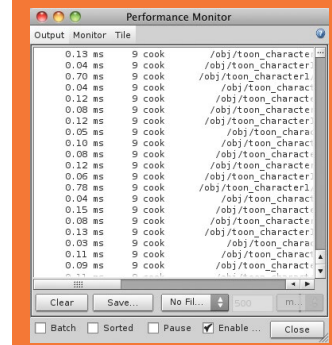 Performance Monitor
Output Monitor Tile
0.13 ms 9 cook /obj/toon_characte
0.04 ms 9 cook /obj/toon_character
0.70 ms 9 cook /obj/toon_character1
0.04 ms 9 cook /obj/toon_charact
0.12 ms 9 cook /obj/toon_characte
0.08 ms 9 cook /obj/toon_characte
0.12 ms 9 cook /obj/toon_characte
0.05 ms 9 cook /obj/toon_charac
0.10 ms 9 cook /obj/toon_charact
0.08 ms 9 cook /obj/toon_characte
0.12 ms 9 cook /obj/toon_characte
0.06 ms 9 cook /obj/toon_character
0.78 ms 9 cook /obj/toon_character1
0.04 ms 9 cook /obj/toon_charact
0.15 ms 9 cook /obj/toon_charact
0.08 ms 9 cook /obj/toon_characte
0.13 ms 9 cook /obj/toon_character
0.03 ms 9 cook /obj/toon_chara
0.11 ms 9 cook /obj/toon_charact
0.09 ms 9 cook /obj/toon_charact
Clear Save... No Fil... 500 m...
Batch Sorted Pause Enable ... Close